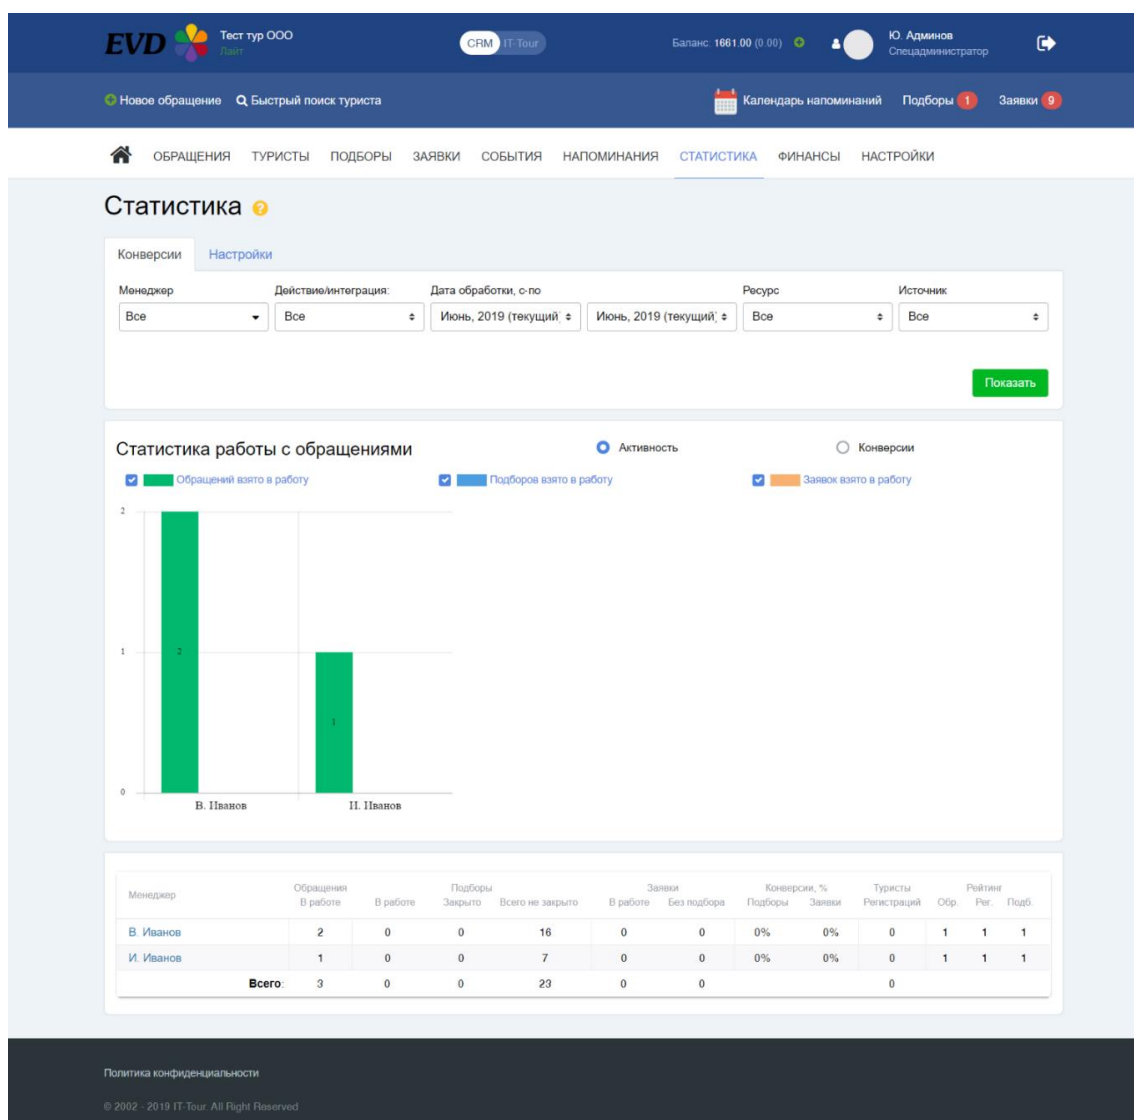 EVD Тест тур ООО CRM IT-Tour Баланс: 1661.00 (0.00) Ю. Админов
Лайт Спецадминистратор
Новое обращение Быстрый поиск туриста Календарь напоминаний Подборы 1 Заявки 9
ОБРАЩЕНИЯ ТУРИСТЫ ПОДБОРЫ ЗАЯВКИ СОБЫТИЯ НАПОМИНАНИЯ СТАТИСТИКА ФИНАНСЫ НАСТРОЙКИ
Статистика ?
Конверсии Настройки
Менеджер Действие/интеграция: Дата обработки, с-по Ресурс Источник
Все Все Июнь, 2019 (текущий) Июнь, 2019 (текущий) Все Все
Показать
Статистика работы с обращениями Активность Конверсии
Обращений взято в работу Подборов взято в работу Заявок взято в работу
2
1 2
1
0
В. Иванов И. Иванов
Менеджер Обращения Подборы Заявки Конверсии, % Туристы Рейтинг
В работе В работе Закрыто Всего не закрыто В работе Без подбора Подборы Заявки Регистраций Обр. Рег. Подб.
В. Иванов 2 0 0 16 0 0 0% 0% 0 1 1 1
И. Иванов 1 0 0 7 0 0 0% 0% 0 1 1 1
Всего: 3 0 0 23 0 0 0
Политика конфиденциальности
© 2002 - 2019 IT-Tour. All Right Reserved